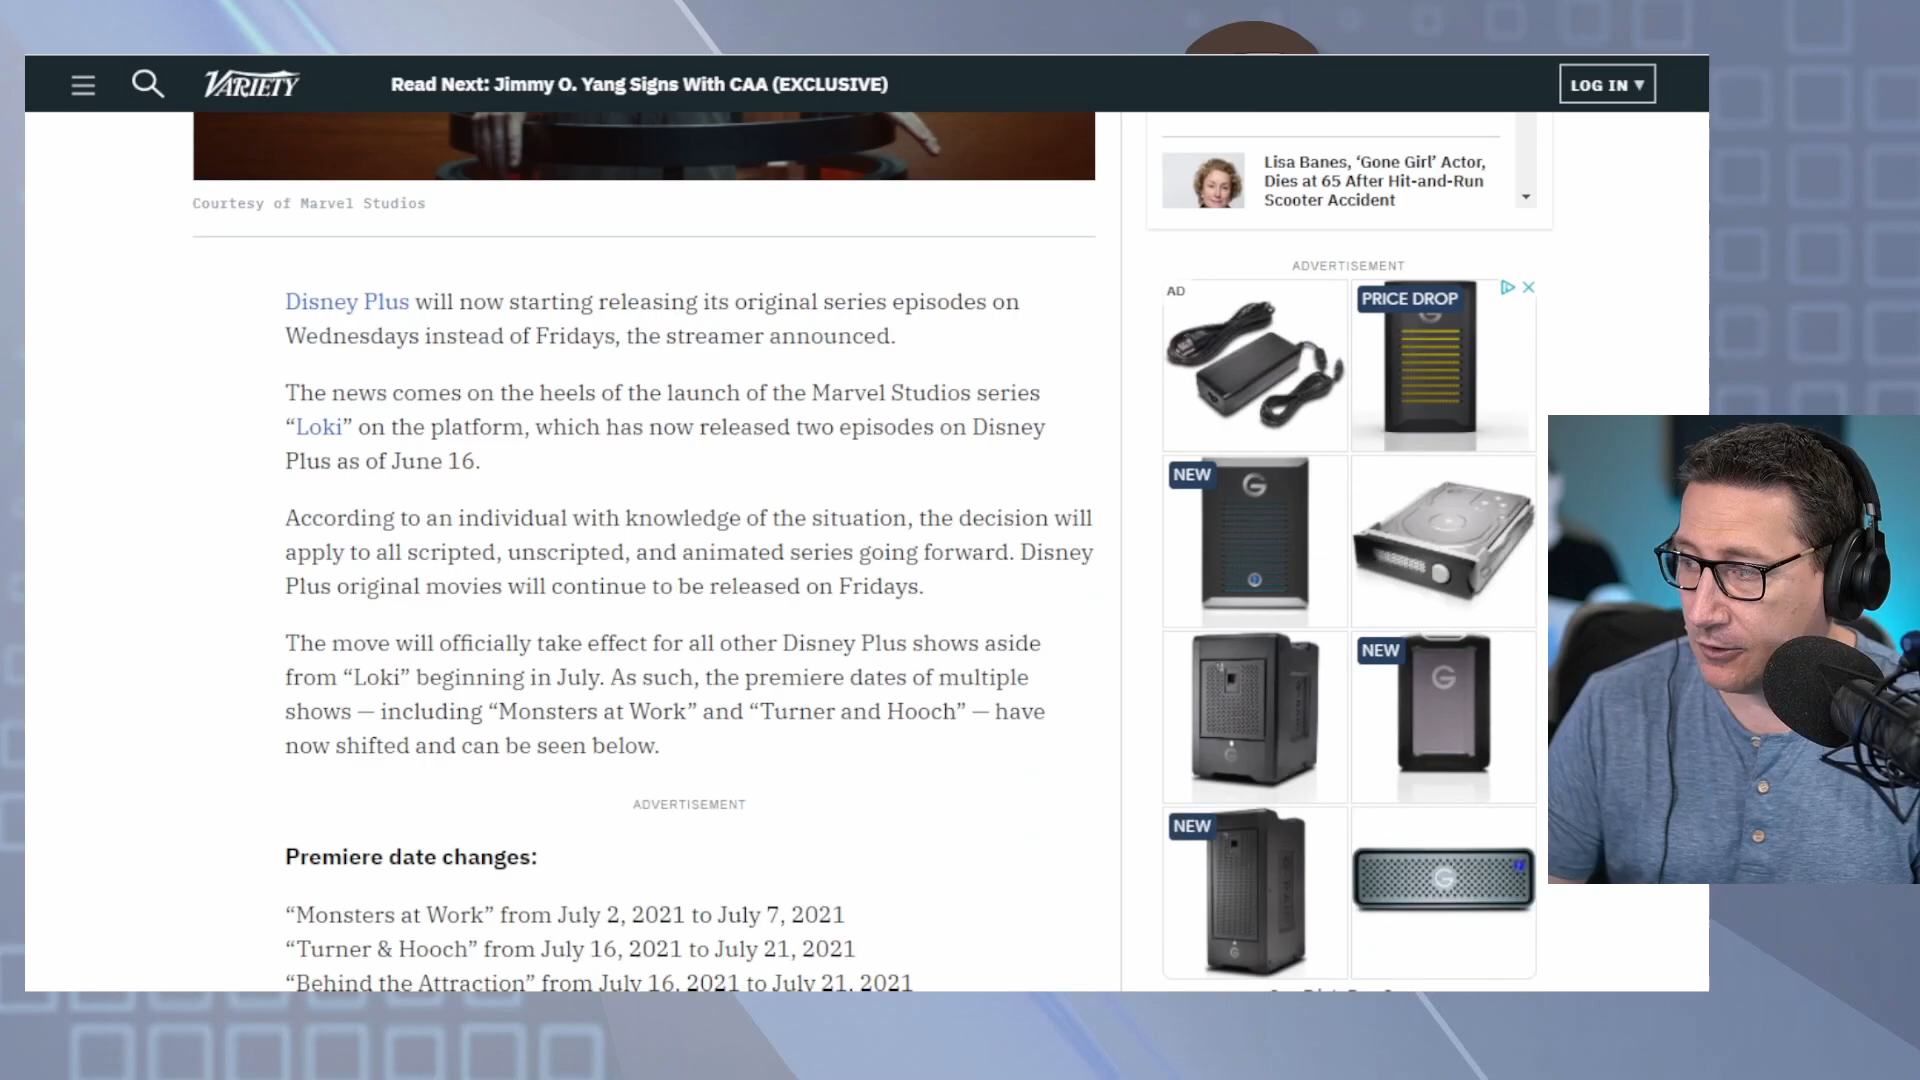 VARIETY
Read Next: Jimmy O. Yang Signs With CAA (EXCLUSIVE)
LOG IN ▼
Courtesy of Marvel Studios
Disney Plus will now starting releasing its original series episodes on
Wednesdays instead of Fridays, the streamer announced.
The news comes on the heels of the launch of the Marvel Studios series
“Loki” on the platform, which has now released two episodes on Disney
Plus as of June 16.
According to an individual with knowledge of the situation, the decision will
apply to all scripted, unscripted, and animated series going forward. Disney
Plus original movies will continue to be released on Fridays.
The move will officially take effect for all other Disney Plus shows aside
from “Loki” beginning in July. As such, the premiere dates of multiple
shows — including “Monsters at Work” and “Turner and Hooch” — have
now shifted and can be seen below.
ADVERTISEMENT
Premiere date changes:
“Monsters at Work” from July 2, 2021 to July 7, 2021
“Turner & Hooch” from July 16, 2021 to July 21, 2021
“Behind the Attraction” from July 16, 2021 to July 21, 2021
Lisa Banes, ‘Gone Girl’ Actor,
Dies at 65 After Hit-and-Run
Scooter Accident
ADVERTISEMENT
AD
PRICE DROP
NEW
G
NEW
G
NEW
G